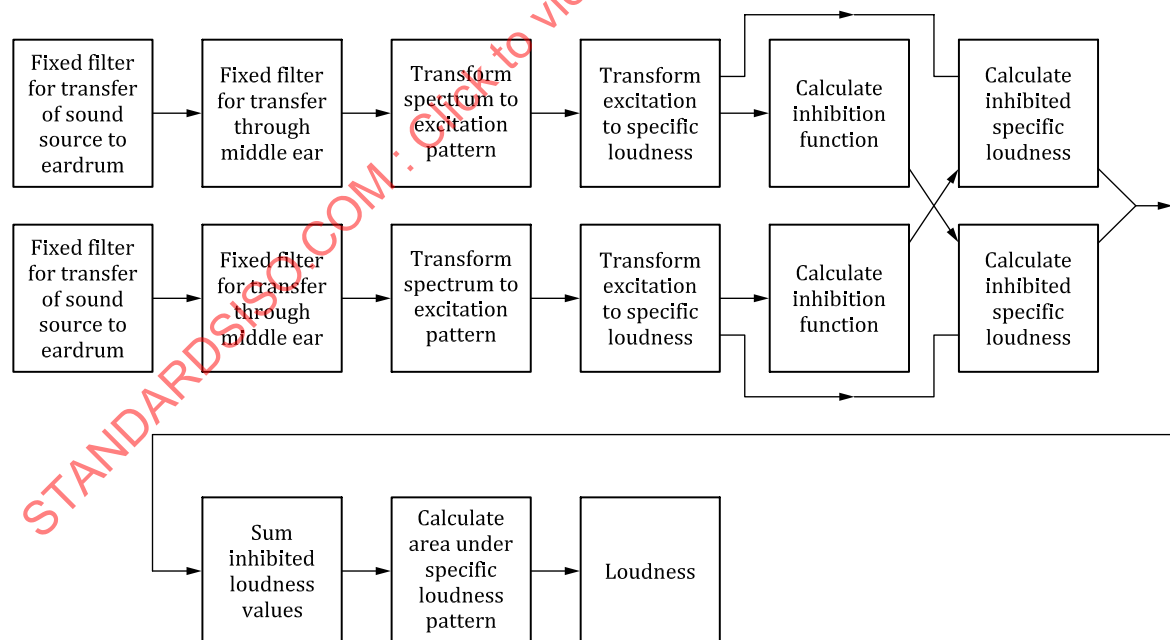 Fixed filter
for transfer
of sound
source to
eardrum
Fixed filter
for transfer
through
middle ear
Transform
spectrum to
excitation
pattern
Transform
excitation
to specific
loudness
Calculate
inhibition
function
Calculate
inhibited
specific
loudness
Fixed filter
for transfer
of sound
source to
eardrum
Fixed filter
for transfer
through
middle ear
Transform
spectrum to
excitation
pattern
Transform
excitation
to specific
loudness
Calculate
inhibition
function
Calculate
inhibited
specific
loudness
Sum
inhibited
loudness
values
Calculate
area under
specific
loudness
pattern
Loudness
STANDARDSISO.COM : Click to